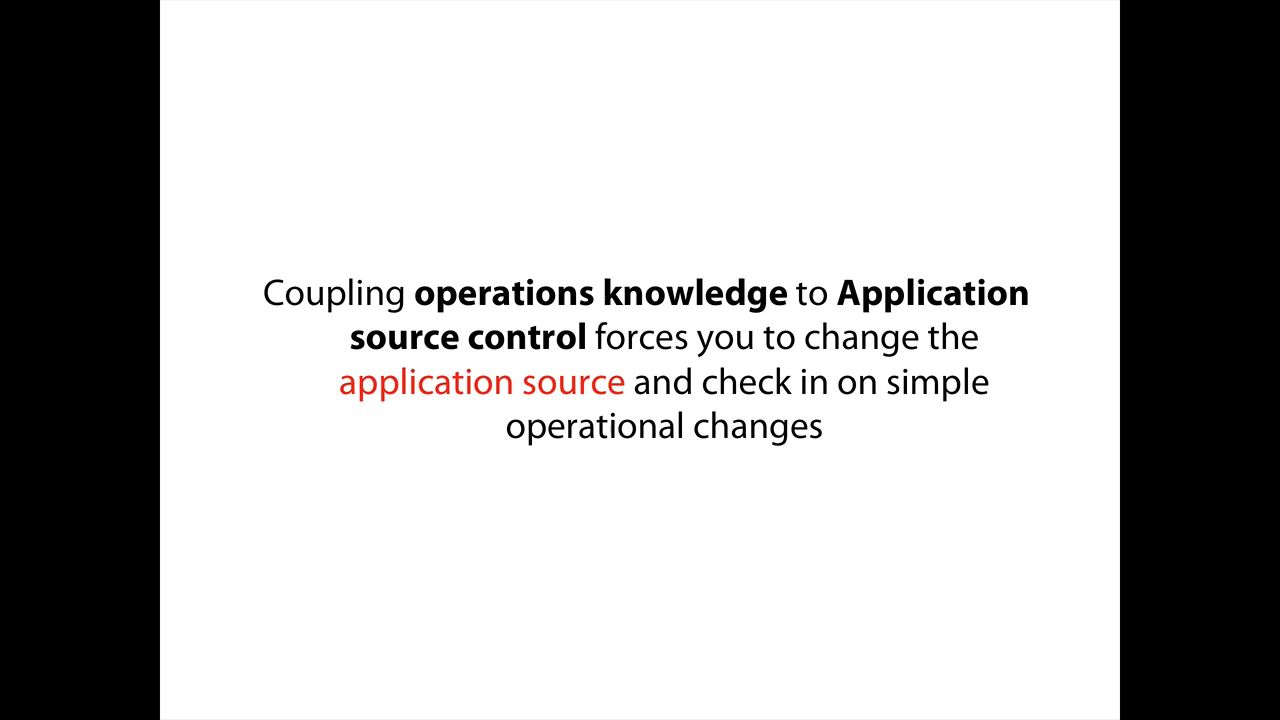 Coupling operations knowledge to Application
source control forces you to change the
application source and check in on simple
operational changes